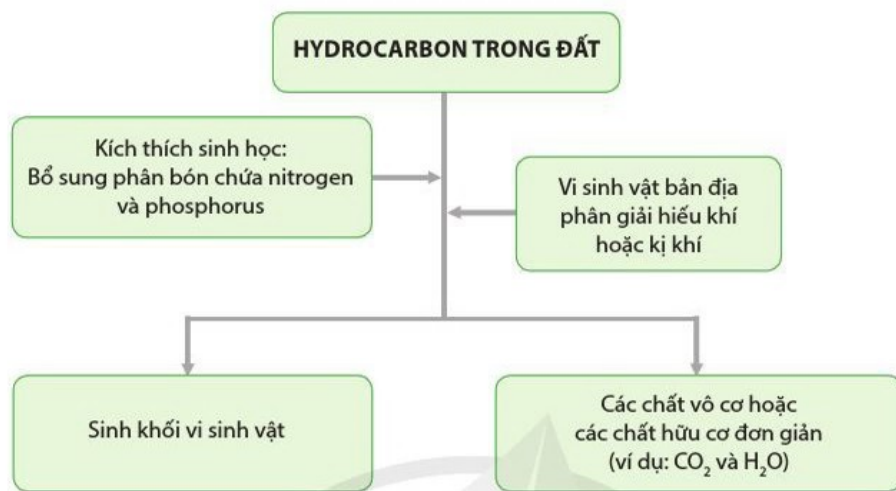 HYDROCARBON TRONG ĐẤT
Kích thích sinh học:
Bổ sung phân bón chứa nitrogen
và phosphorus
Vi sinh vật bản địa
phân giải hiếu khí
hoặc kị khí
Sinh khối vi sinh vật
Các chất vô cơ hoặc
các chất hữu cơ đơn giản
(ví dụ: CO₂ và H₂O)